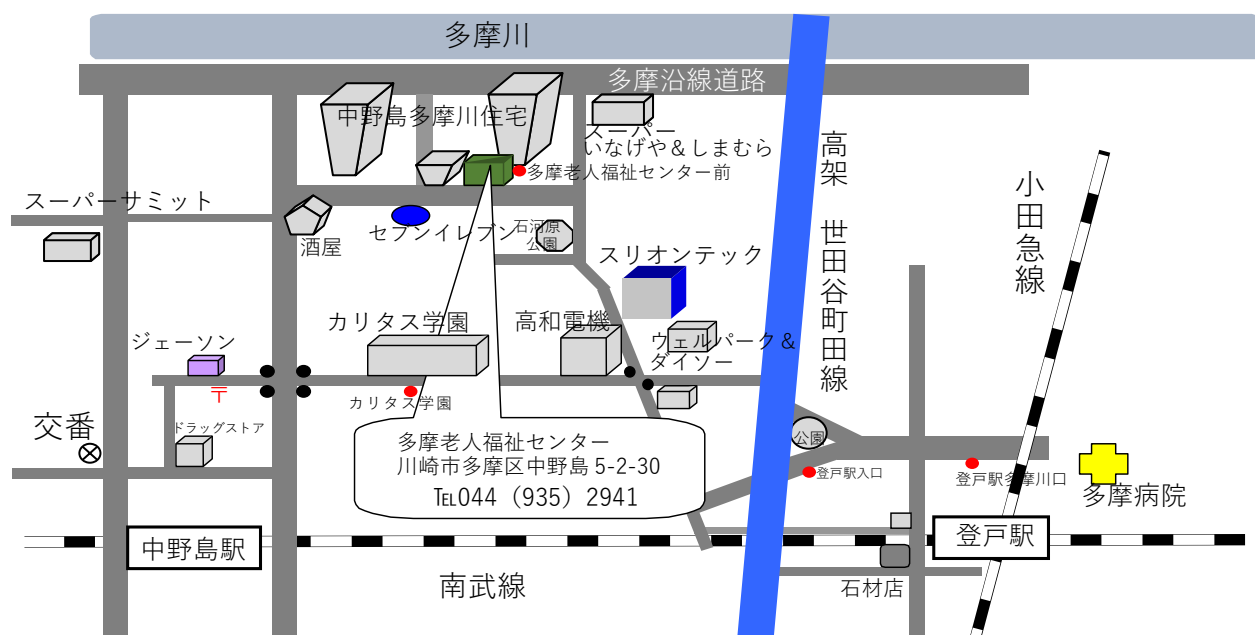 多摩川
多摩沿線道路
中野島多摩川住宅
スーパー
いなげや＆しまむら
多摩老人福祉センター前
高架 世田谷町田線
小田急線
スーパーサミット
酒屋
セブンイレブン
石河原
公園
スリオンテック
カリタス学園
高和電機
ウェルパーク＆
ダイソー
ジェーソン
〒
カリタス学園
交番
ドラッグストア
多摩老人福祉センター
川崎市多摩区中野島 5-2-30
℡044（935）2941
公園
登戸駅入口
登戸駅多摩川口
多摩病院
中野島駅
登戸駅
南武線
石材店